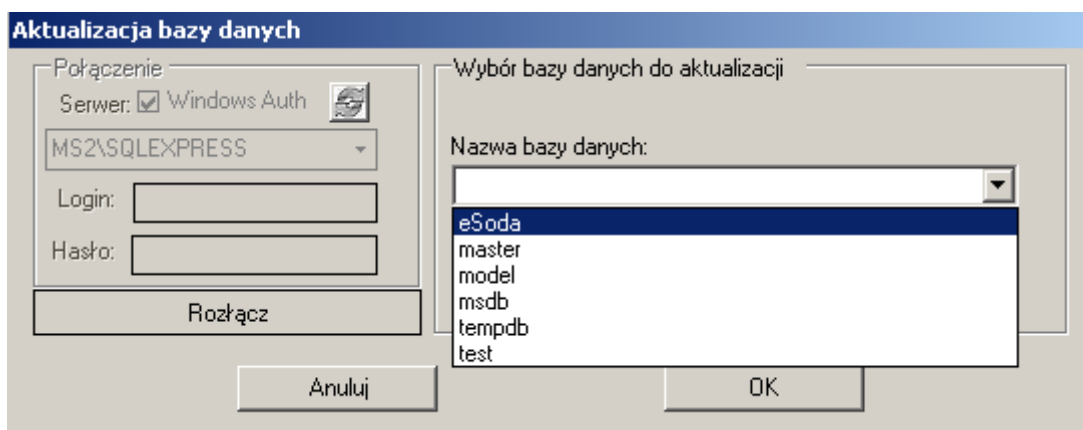 Aktualizacja bazy danych
Połączenie
Serwer: Windows Auth
MS2\SQLEXPRESS
Login:
Hasło:
Rozłącz
Wybór bazy danych do aktualizacji
Nazwa bazy danych:
eSoda
master
model
msdb
tempdb
test
Anuluj
OK